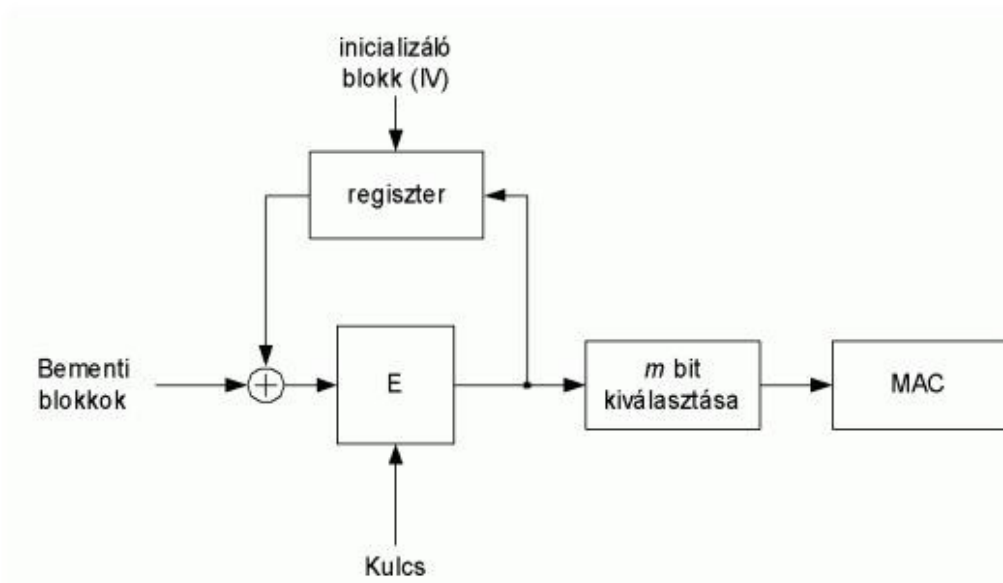 inicializáló
blokk (IV)
regiszter
Bementi
blokkok
E
m bit
kiválasztása
MAC
Kulcs